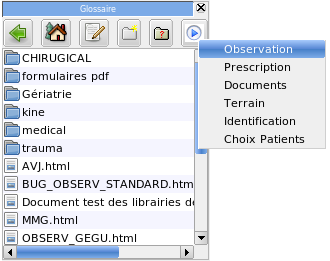 Glossaire
CHIRUGICAL
formulaires pdf
Gériatrie
kine
medical
trauma
AVJ.html
BUG_OBSERV_STANDARD.htm
Document test des librairies de
MMG.html
OBSERV_GEGU.html
Observation
Prescription
Documents
Terrain
Identification
Choix Patients